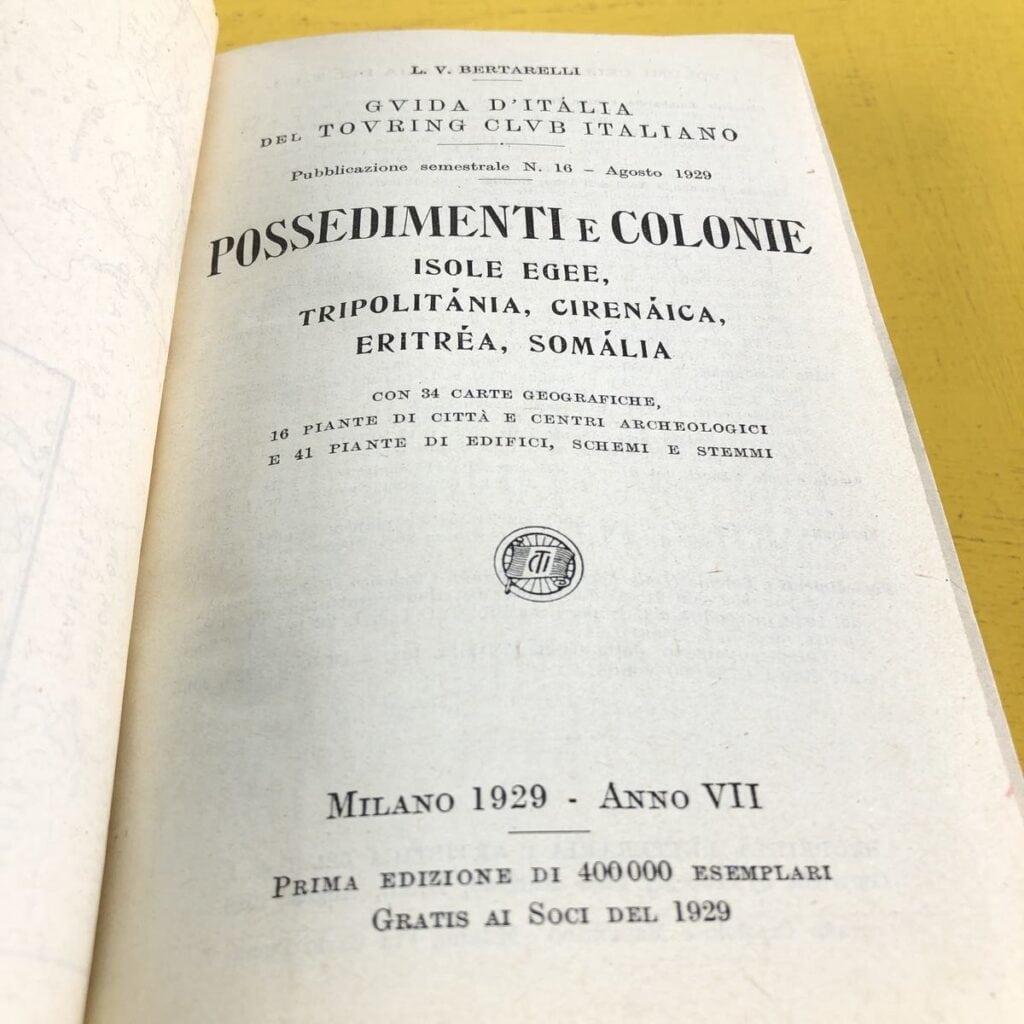 L. V. BERTARELLI
GVIDA D'ITÁLIA
DEL TOVRING CLVB ITALIANO
Pubblicazione semestrale N. 16 – Agosto 1929
POSSEDIMENTI E COLONIE
ISOLE EGEE,
TRIPOLITÁNIA, CIRENÁICA,
ERITRÉA, SOMÁLIA
CON 34 CARTE GEOGRAFICHE,
16 PIANTE DI CITTÀ E CENTRI ARCHEOLOGICI
E 41 PIANTE DI EDIFICI, SCHEMI E STEMMI
CTI
MILANO 1929 - ANNO VII
PRIMA EDIZIONE DI 400000 ESEMPLARI
GRATIS AI SOCI DEL 1929